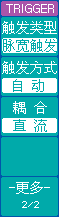 TRIGGER
触发类型
脉宽触发
触发方式
自 动
耦 合
直 流
-更多-
2/2